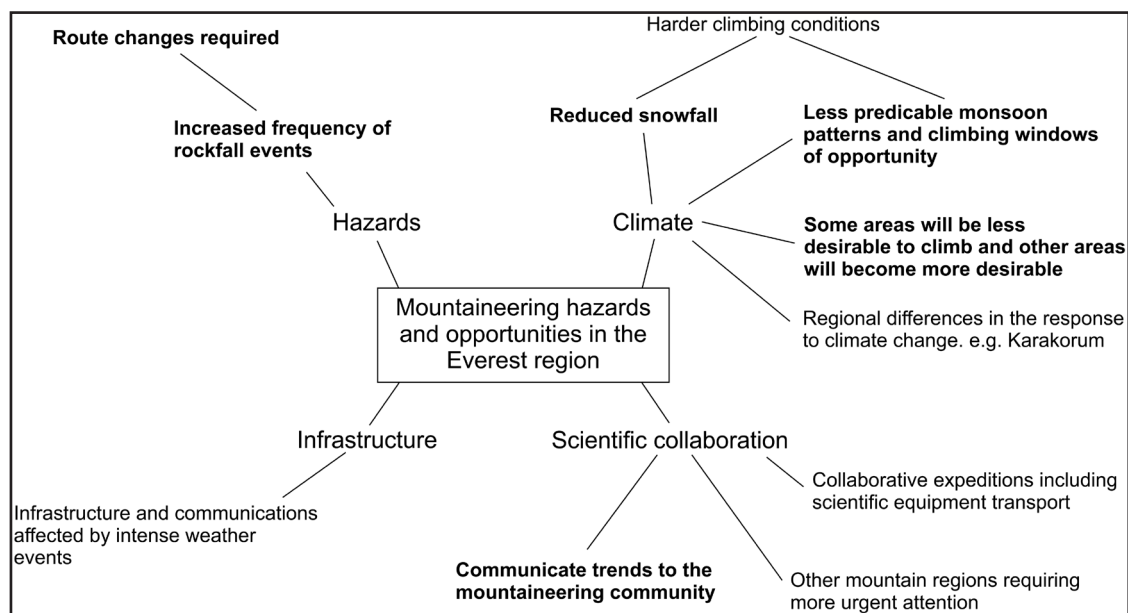 Route changes required
Increased frequency of
rockfall events
Hazards
Harder climbing conditions
Reduced snowfall
Less predicable monsoon
patterns and climbing windows
of opportunity
Climate
Some areas will be less
desirable to climb and other areas
will become more desirable
Regional differences in the response
to climate change. e.g. Karakorum
Mountaineering hazards
and opportunities in the
Everest region
Infrastructure
Infrastructure and communications
affected by intense weather
events
Scientific collaboration
Collaborative expeditions including
scientific equipment transport
Communicate trends to the
mountaineering community
Other mountain regions requiring
more urgent attention